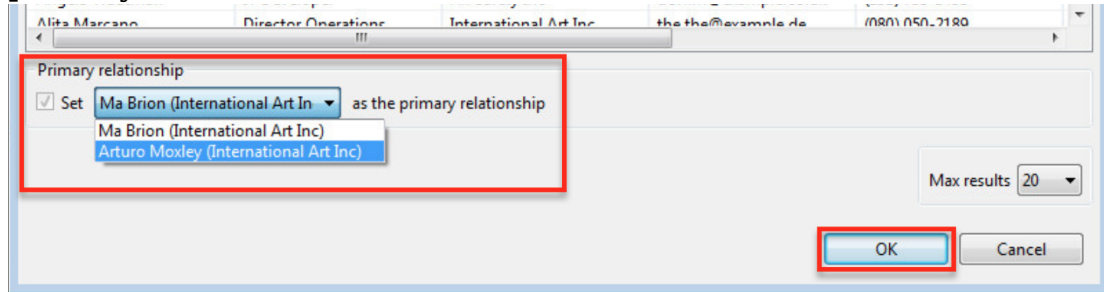 Alita Marcano Director Operations International Art Inc the.the@example.de (080) 050-2189
Primary relationship
Set Ma Brion (International Art In as the primary relationship
Ma Brion (International Art Inc)
Arturo Moxley (International Art Inc)
Max results 20
OK Cancel